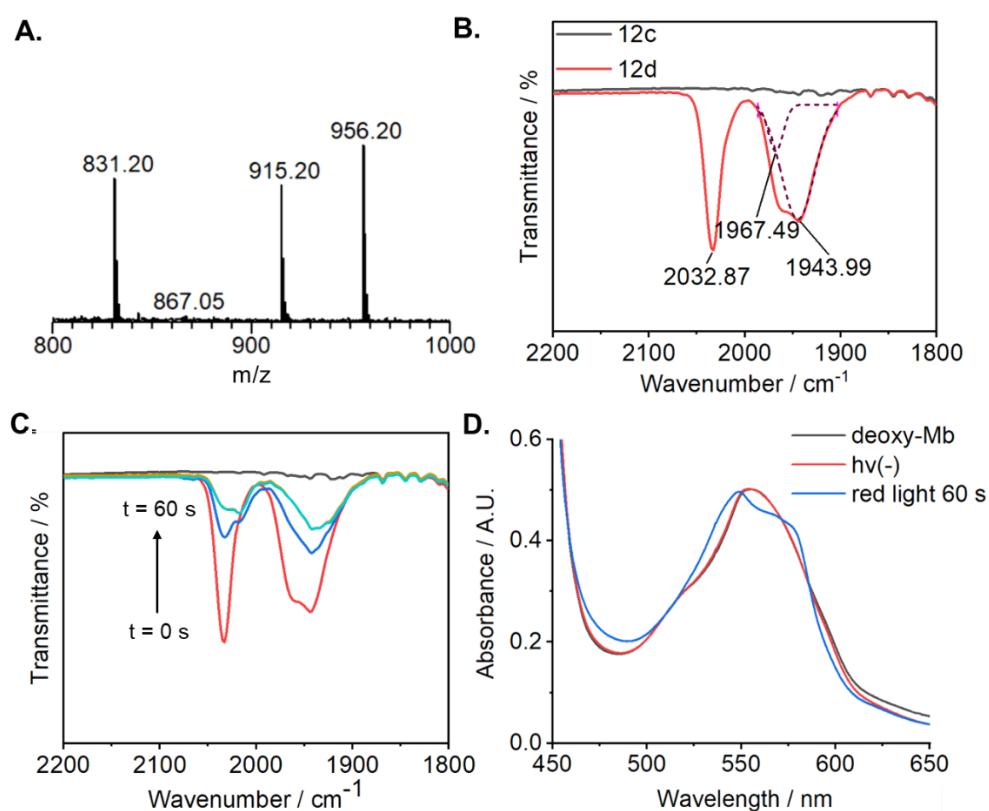 A.
956.20
831.20
915.20
867.05
800
900
1000
m/z
B.
12c
12d
Transmittance / %
1967.49
1943.99
2032.87
2200
2100
2000
1900
1800
Wavenumber / cm⁻¹
C.
Transmittance / %
t = 60 s
t = 0 s
2200
2100
2000
1900
1800
Wavenumber / cm⁻¹
D.
deoxy-Mb
hv(-)
red light 60 s
Absorbance / A.U.
0.6
0.4
0.2
0.0
450
500
550
600
650
Wavelength / nm